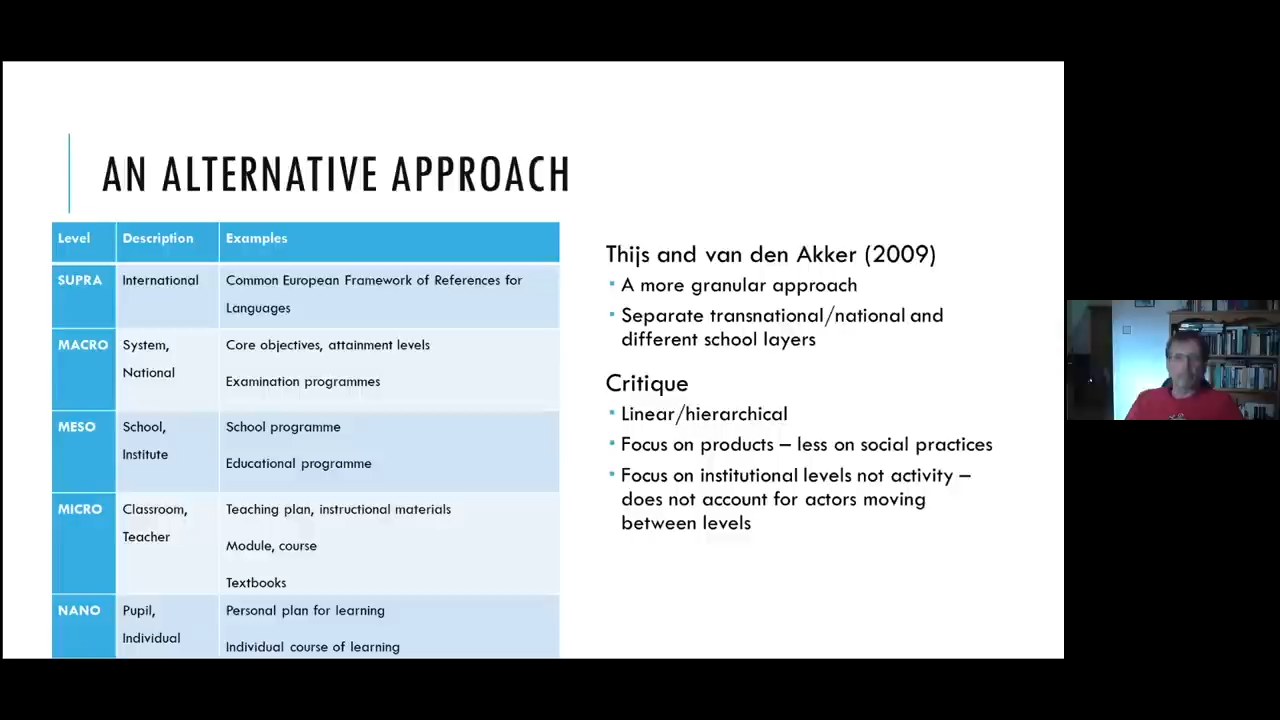 AN ALTERNATIVE APPROACH
Level Description Examples
SUPRA International Common European Framework of References for
Languages
MACRO System, Core objectives, attainment levels
National
Examination programmes
MESO School, School programme
Institute
Educational programme
MICRO Classroom, Teaching plan, instructional materials
Teacher
Module, course
Textbooks
NANO Pupil, Personal plan for learning
Individual
Individual course of learning
Thijs and van den Akker (2009)
▪ A more granular approach
▪ Separate transnational/national and
different school layers
Critique
▪ Linear/hierarchical
▪ Focus on products – less on social practices
▪ Focus on institutional levels not activity –
does not account for actors moving
between levels